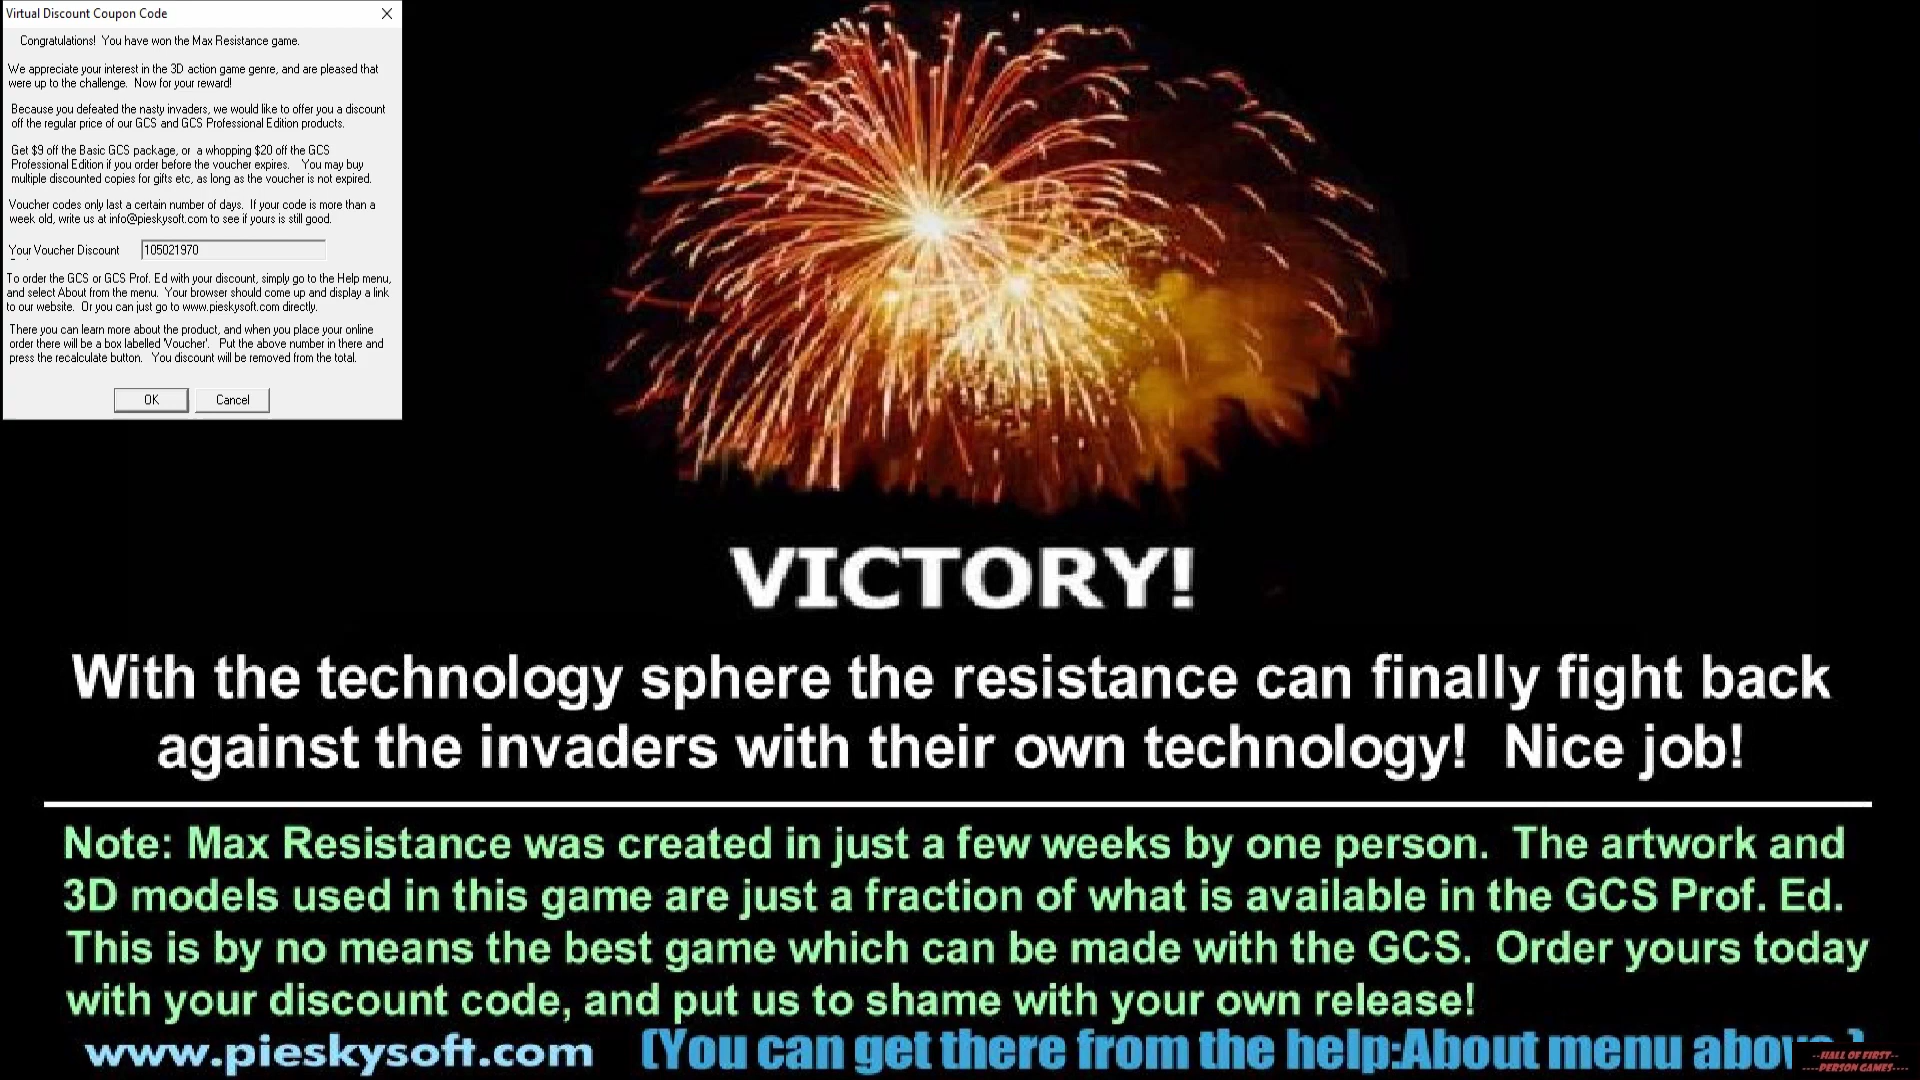 Virtual Discount Coupon Code
Congratulations! You have won the Max Resistance game.
We appreciate your interest in the 3D action game genre, and are pleased that
were up to the challenge. Now for your reward!
Because you defeated the nasty invaders, we would like to offer you a discount
off the regular price of our GCS and GCS Professional Edition products.
Get $9 off the Basic GCS package, or a whopping $20 off the GCS
Professional Edition if you order before the voucher expires. You may buy
multiple discounted copies for gifts etc, as long as the voucher is not expired.
Voucher codes only last a certain number of days. If your code is more than a
week old, write us at info@pieskysoft.com to see if yours is still good.
Your Voucher Discount 105021970
To order the GCS or GCS Prof. Ed with your discount, simply go to the Help menu,
and select About from the menu. Your browser should come up and display a link
to our website. Or you can just go to www.pieskysoft.com directly.
There you can learn more about the product, and when you place your online
order there will be a box labelled 'Voucher'. Put the above number in there and
press the recalculate button. You discount will be removed from the total.
OK Cancel
VICTORY!
With the technology sphere the resistance can finally fight back
against the invaders with their own technology! Nice job!
Note: Max Resistance was created in just a few weeks by one person. The artwork and
3D models used in this game are just a fraction of what is available in the GCS Prof. Ed.
This is by no means the best game which can be made with the GCS. Order yours today
with your discount code, and put us to shame with your own release!
www.pieskysoft.com (You can get there from the help:About menu above.)
--HALL OF FIRST--
----PERSON GAMES----